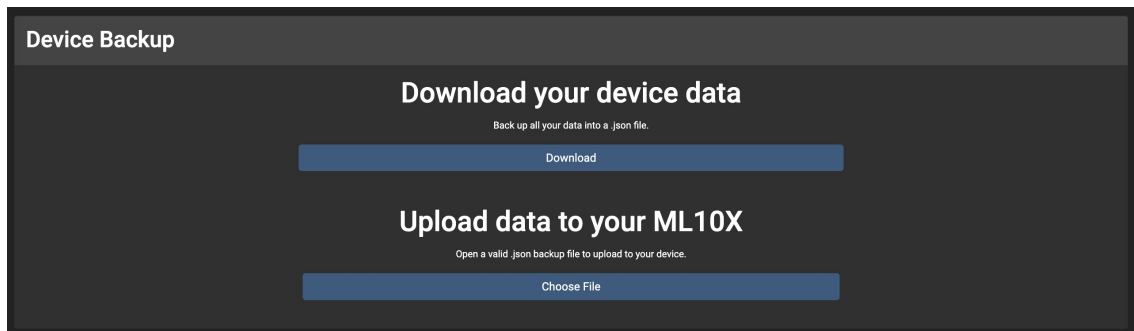 Device Backup
Download your device data
Back up all your data into a .json file.
Download
Upload data to your ML10X
Open a valid .json backup file to upload to your device.
Choose File